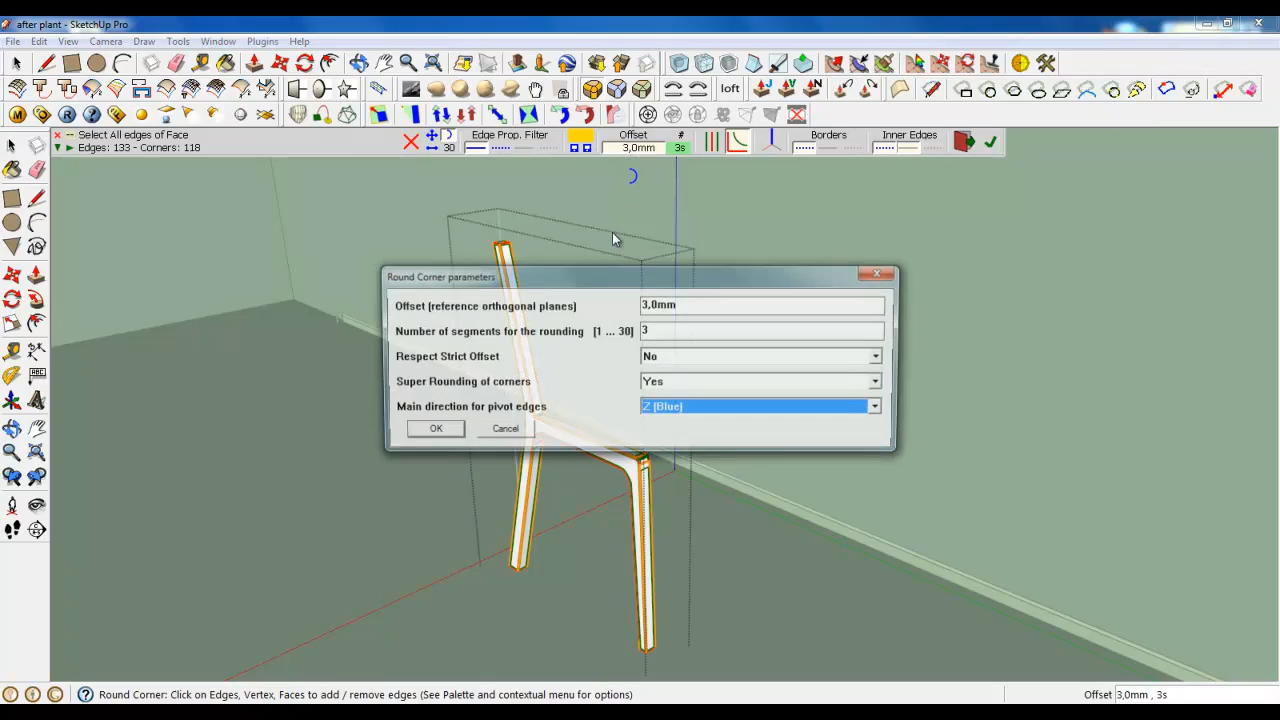 after plant - SketchUp Pro
File Edit View Camera Draw Tools Window Plugins Help
loft
Select All edges of Face
Edges: 133 - Corners: 118
30
Edge Prop. Filter
Offset
3,0mm
#
3s
Borders
Inner Edges
Round Corner parameters
Offset (reference orthogonal planes) 3,0mm
Number of segments for the rounding [1 ... 30] 3
Respect Strict Offset No
Super Rounding of corners Yes
Main direction for pivot edges Z (Blue)
OK Cancel
Round Corner: Click on Edges, Vertex, Faces to add / remove edges (See Palette and contextual menu for options)
Offset 3,0mm , 3s